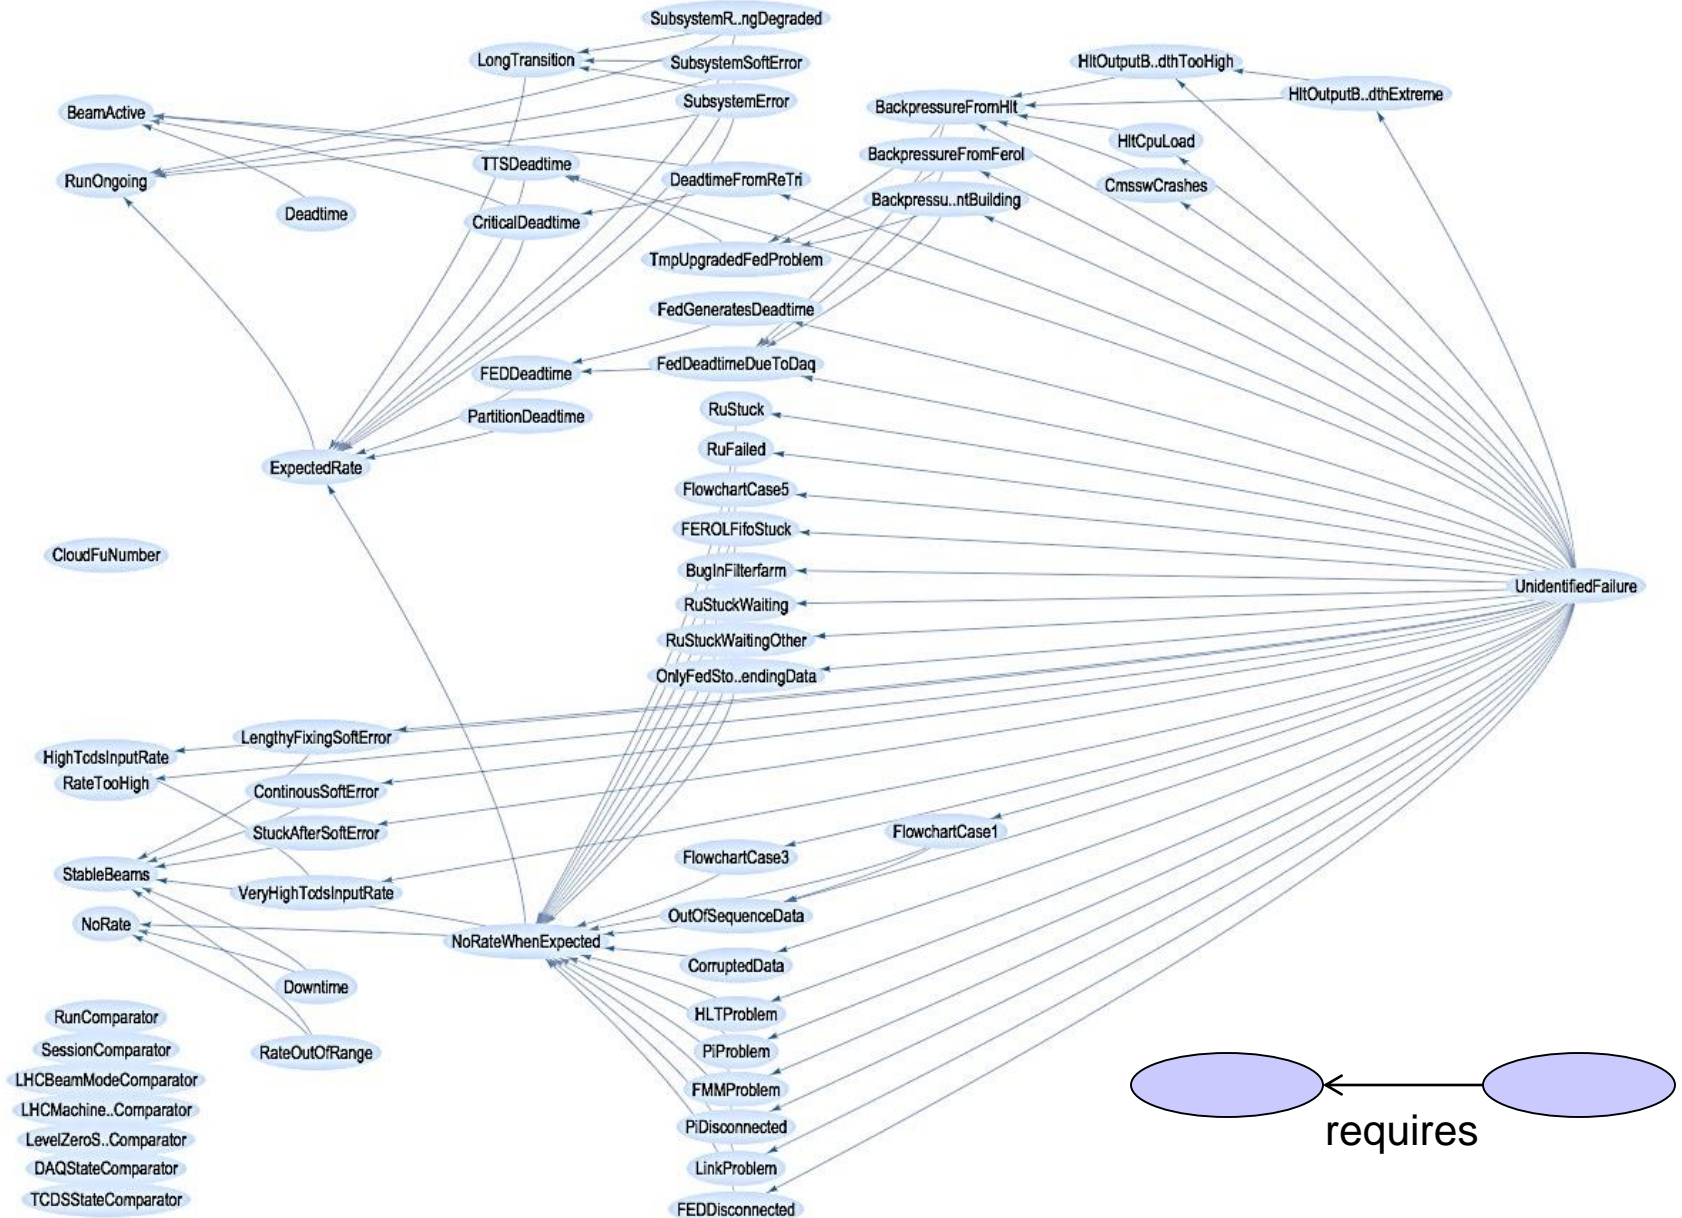 SubsystemR..ngDegraded
LongTransition
SubsystemSoftError
HltOutputB..dthTooHigh
HltOutputB..dthExtreme
SubsystemError
BeamActive
BackpressureFromHlt
HltCpuLoad
TTSDeadtime
BackpressureFromFerol
RunOngoing
DeadtimeFromReTri
CmsswCrashes
Deadtime
CriticalDeadtime
Backpressu..ntBuilding
TmpUpgradedFedProblem
FedGeneratesDeadtime
FEDDeadtime
FedDeadtimeDueToDaq
PartitionDeadtime
RuStuck
RuFailed
ExpectedRate
FlowchartCase5
FEROLFifoStuck
CloudFuNumber
BugInFilterfarm
UnidentifiedFailure
RuStuckWaiting
RuStuckWaitingOther
OnlyFedSto..endingData
LengthyFixingSoftError
HighTcdsInputRate
RateTooHigh
ContinousSoftError
StuckAfterSoftError
FlowchartCase1
FlowchartCase3
StableBeams
VeryHighTcdsInputRate
OutOfSequenceData
NoRate
NoRateWhenExpected
CorruptedData
Downtime
HLTProblem
RunComparator
SessionComparator
RateOutOfRange
PiProblem
LHCBeamModeComparator
FMMProblem
LHCMachine..Comparator
PiDisconnected
requires
LevelZeroS..Comparator
DAQStateComparator
LinkProblem
TCDSStateComparator
FEDDisconnected